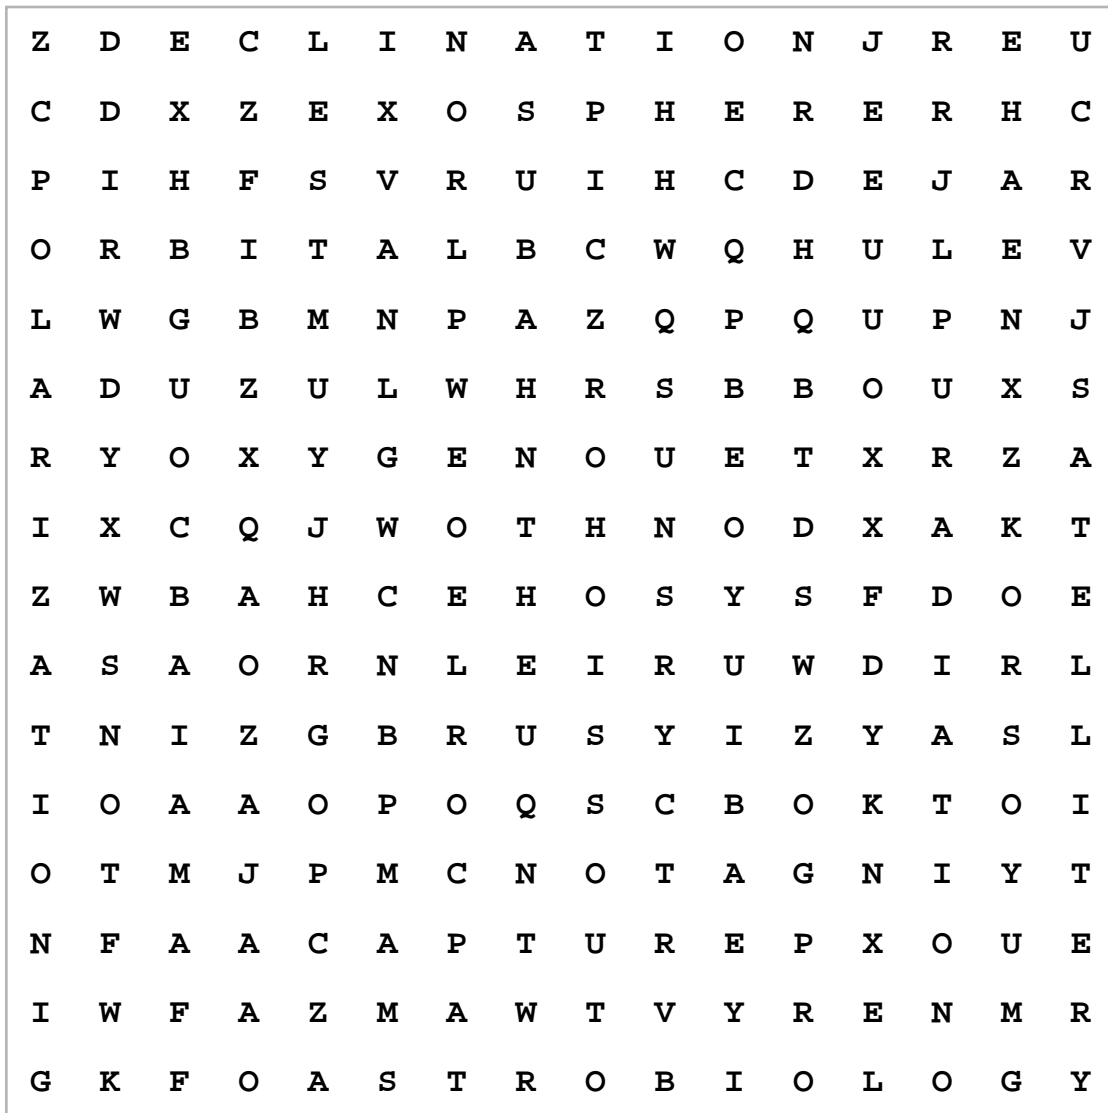 Z D E C L I N A T I O N J R E U
C D X Z E X O S P H E R E R H C
P I H F S V R U I H C D E J A R
O R B I T A L B C W Q H U L E V
L W G B M N P A Z Q P Q U P N J
A D U Z U L W H R S B B O U X S
R Y O X Y G E N O U E T X R Z A
I X C Q J W O T H N O D X A K T
Z W B A H C E H O S Y S F D O E
A S A O R N L E I R U W D I R L
T N I Z G B R U S Y I Z Y A S L
I O A A O P O Q S C B O K T O I
O T M J P M C N O T A G N I Y T
N F A A C A P T U R E P X O U E
I W F A Z M A W T V Y R E N M R
G K F O A S T R O B I O L O G Y